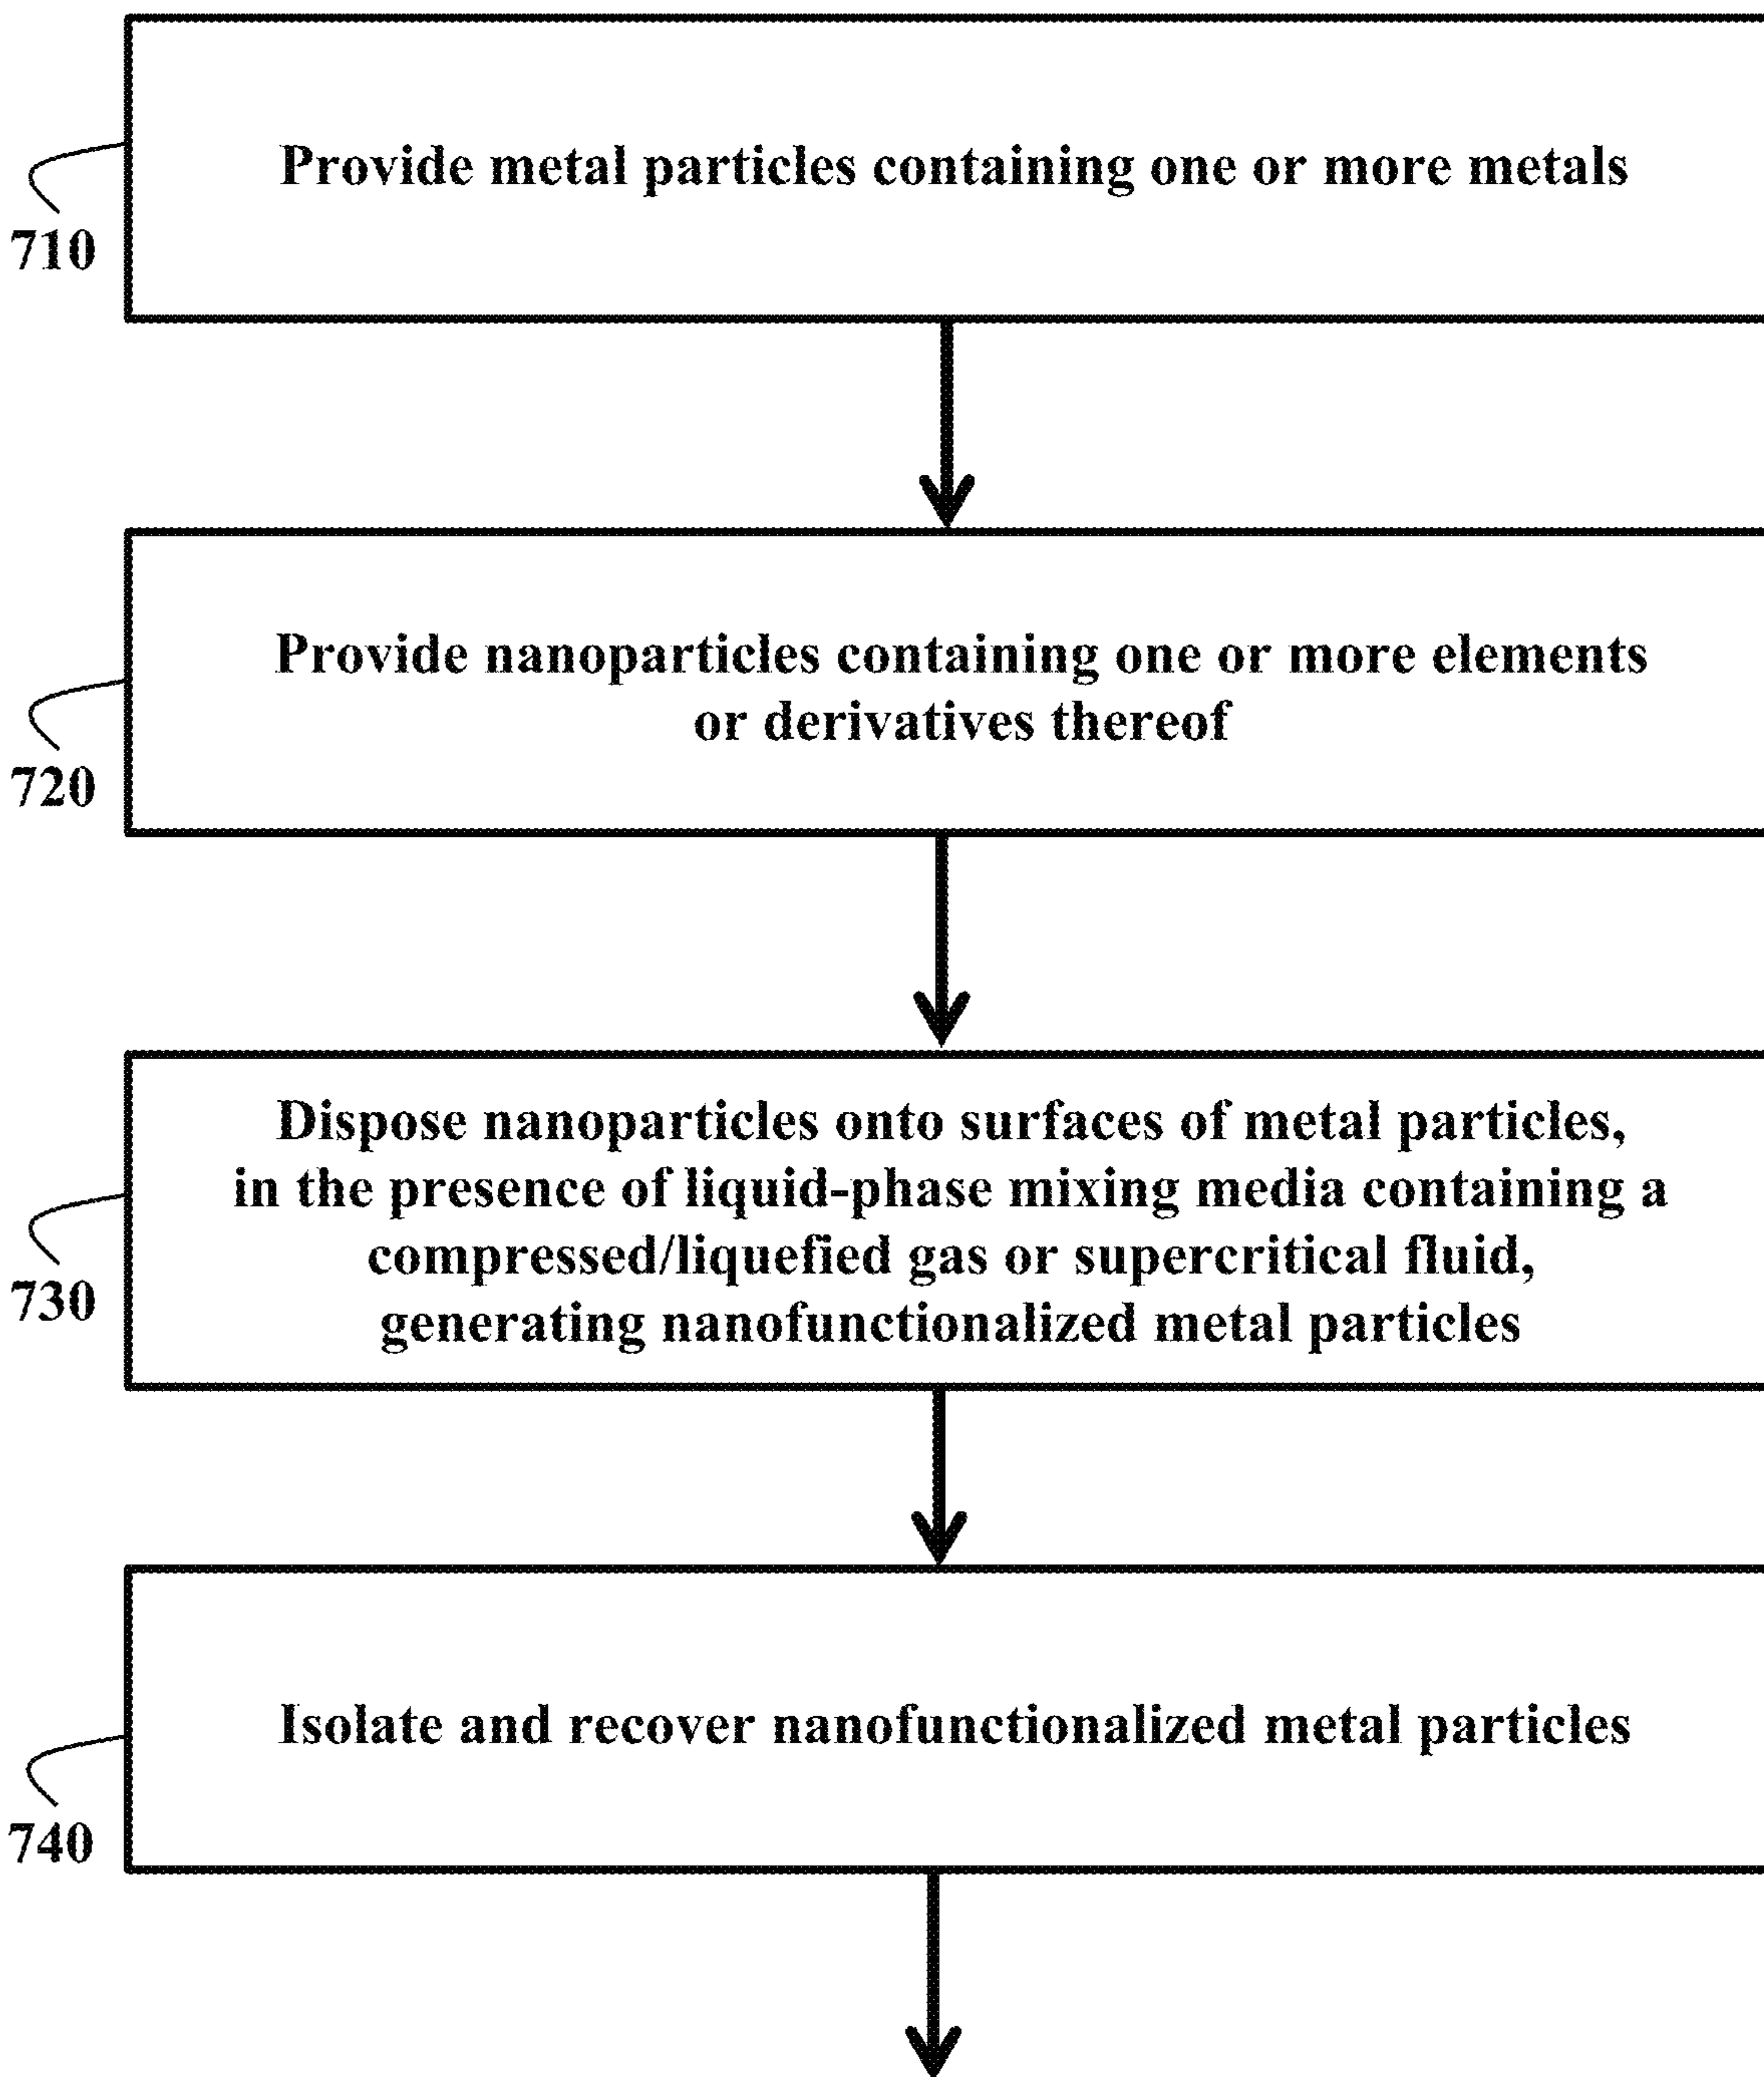 Provide metal particles containing one or more metals
710
Provide nanoparticles containing one or more elements
or derivatives thereof
720
Dispose nanoparticles onto surfaces of metal particles,
in the presence of liquid-phase mixing media containing a
compressed/liquefied gas or supercritical fluid,
generating nanofunctionalized metal particles
730
Isolate and recover nanofunctionalized metal particles
740